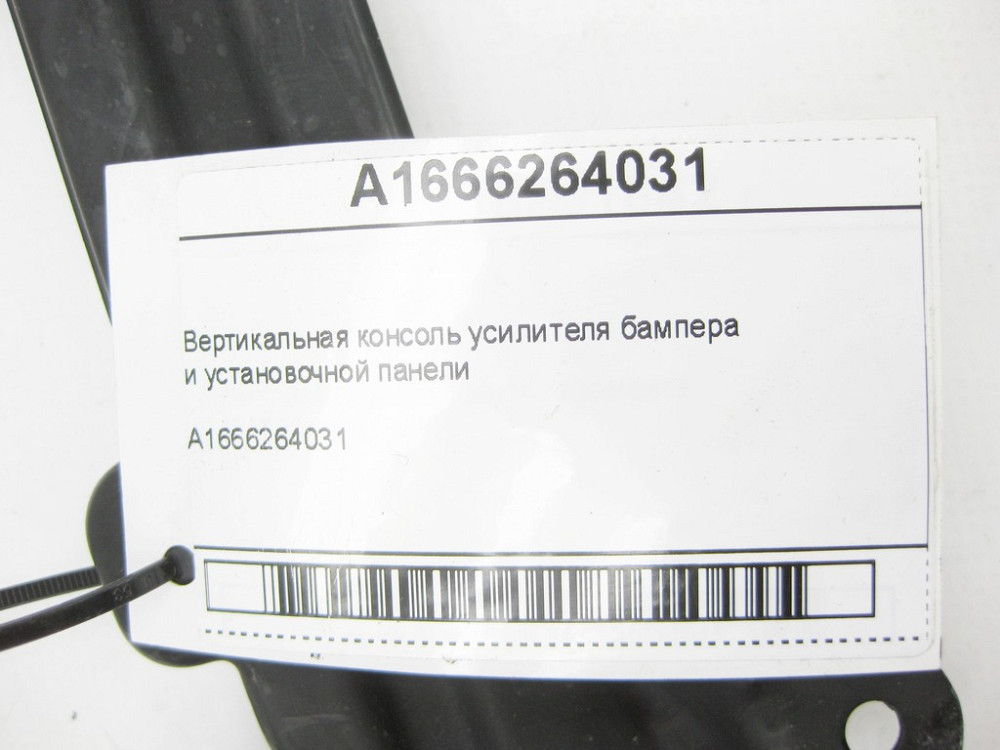 A1666264031
Вертикальная консоль усилителя бампера
и установочной панели
A1666264031